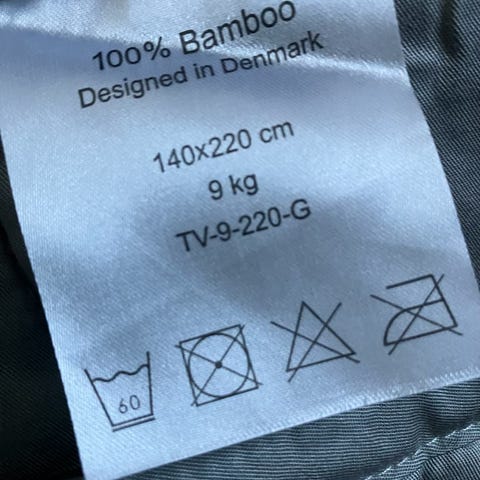 100% Bamboo
Designed in Denmark
140x220 cm
9 kg
TV-9-220-G
60